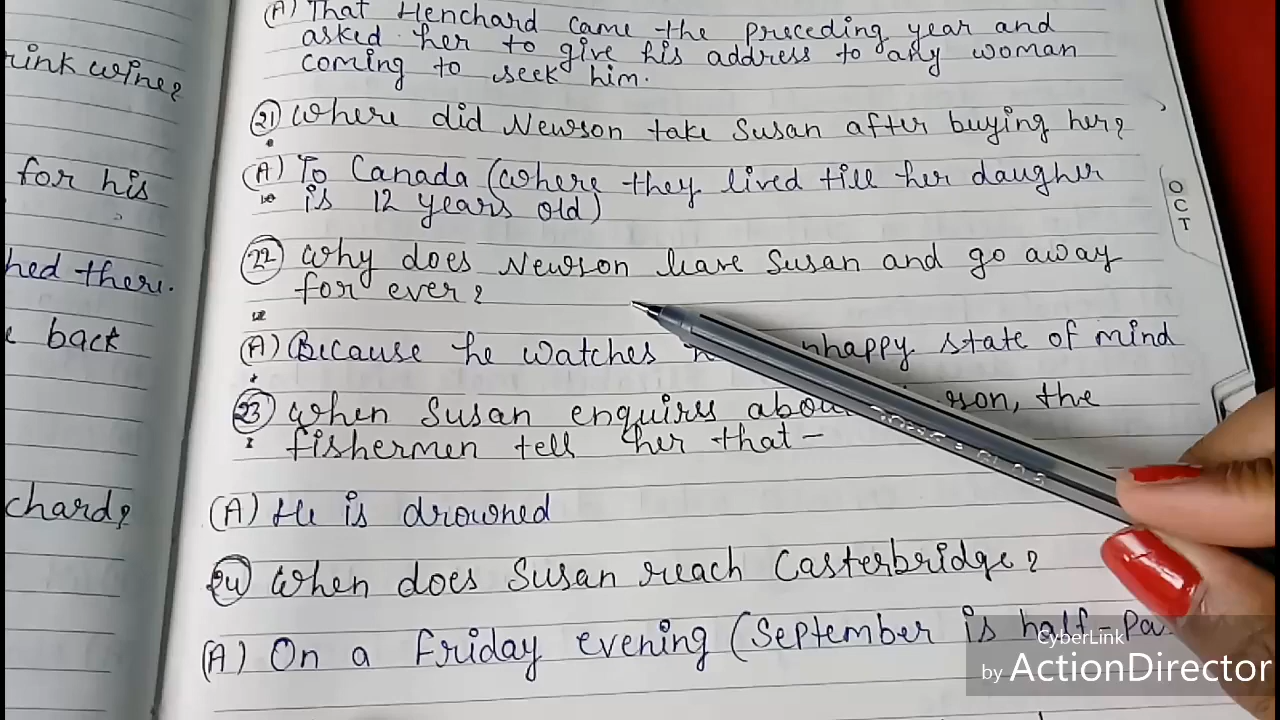 rink wine?
for his
hed there.
e back
chard?
(A) That Henchard came the preceding year and
asked her to give his address to any woman
coming to seek him.
(21) Where did Newson take Susan after buying her?
(A) To Canada (where they lived till her daugher
is 12 years old)
(22) Why does Newson leave Susan and go away
for ever?
(A) Because he watches nhappy state of mind
(23) When Susan enquires abou son, the
fishermen tell her that -
(A) He is drowned
(24) When does Susan reach Casterbridge?
(A) On a Friday evening (September is half-pa
OCT
CyberLink
by ActionDirector